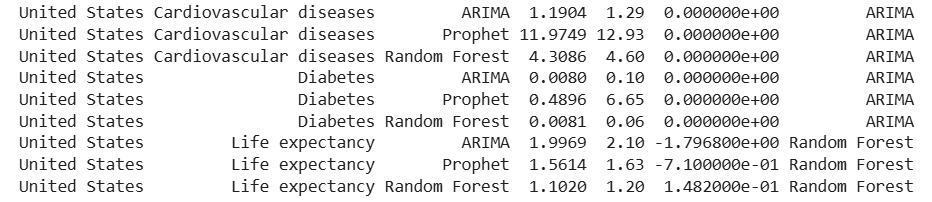 United States Cardiovascular diseases ARIMA 1.1904 1.29 0.000000e+00 ARIMA
United States Cardiovascular diseases Prophet 11.9749 12.93 0.000000e+00 ARIMA
United States Cardiovascular diseases Random Forest 4.3086 4.60 0.000000e+00 ARIMA
United States Diabetes ARIMA 0.0080 0.10 0.000000e+00 ARIMA
United States Diabetes Prophet 0.4896 6.65 0.000000e+00 ARIMA
United States Diabetes Random Forest 0.0081 0.06 0.000000e+00 ARIMA
United States Life expectancy ARIMA 1.9969 2.10 -1.796800e+00 Random Forest
United States Life expectancy Prophet 1.5614 1.63 -7.100000e-01 Random Forest
United States Life expectancy Random Forest 1.1020 1.20 1.482000e-01 Random Forest